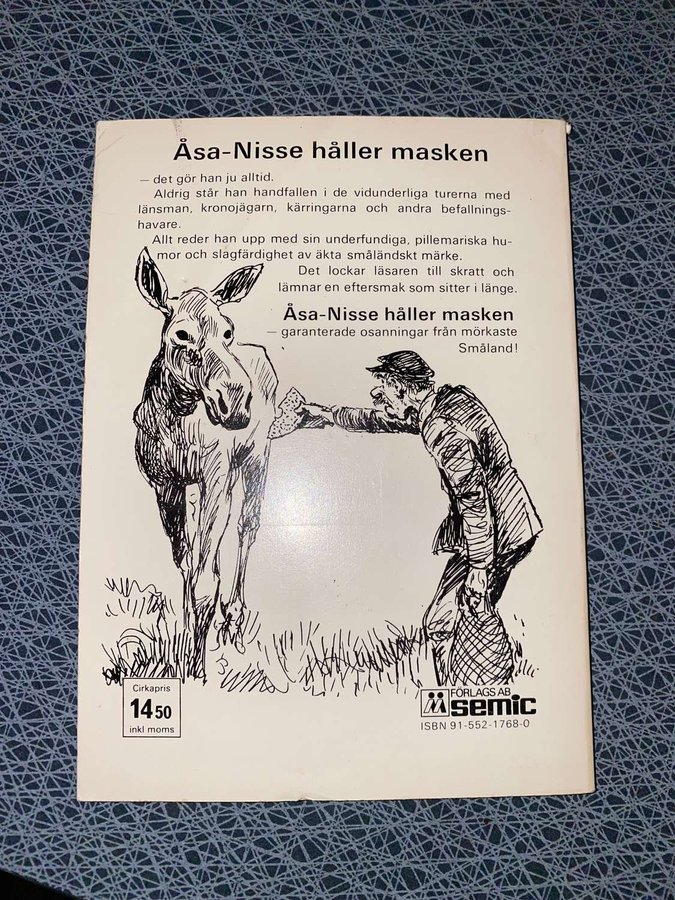 Åsa-Nisse håller masken
— det gör han ju alltid.
Aldrig står han handfallen i de vidunderliga turerna med
länsman, kronojägarn, kärringarna och andra befallnings-
havare.
Allt reder han upp med sin underfundiga, pillemariska hu-
mor och slagfärdighet av äkta småländskt märke.
Det lockar läsaren till skratt och
lämnar en eftersmak som sitter i länge.
Åsa-Nisse håller masken
— garanterade osanningar från mörkaste
Småland!
Cirkapris
14 50
inkl moms
FÖRLAGS AB
semic
ISBN 91-552-1768-0